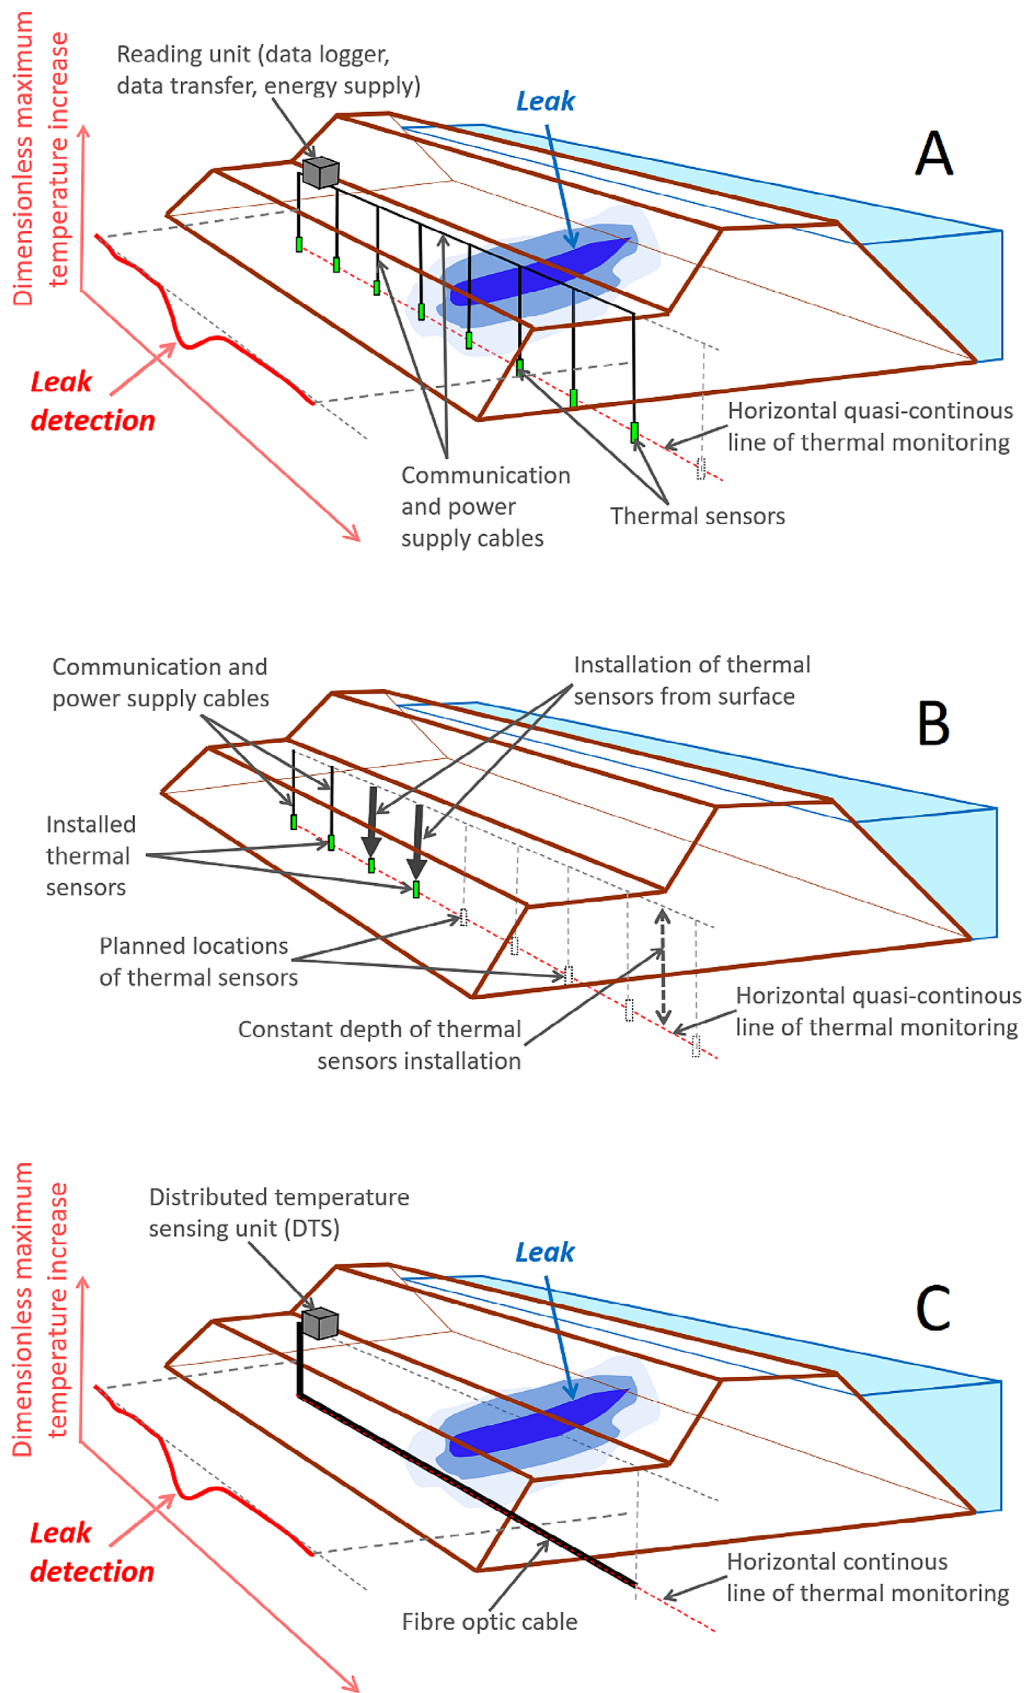 Dimensionless maximum
temperature increase
Reading unit (data logger,
data transfer, energy supply)
Leak
A
Leak
detection
Horizontal quasi-continous
line of thermal monitoring
Communication
and power
supply cables
Thermal sensors
Communication and
power supply cables
Installation of thermal
sensors from surface
B
Installed
thermal
sensors
Planned locations
of thermal sensors
Horizontal quasi-continous
line of thermal monitoring
Constant depth of thermal
sensors installation
Dimensionless maximum
temperature increase
Distributed temperature
sensing unit (DTS)
Leak
C
Leak
detection
Horizontal continous
line of thermal monitoring
Fibre optic cable